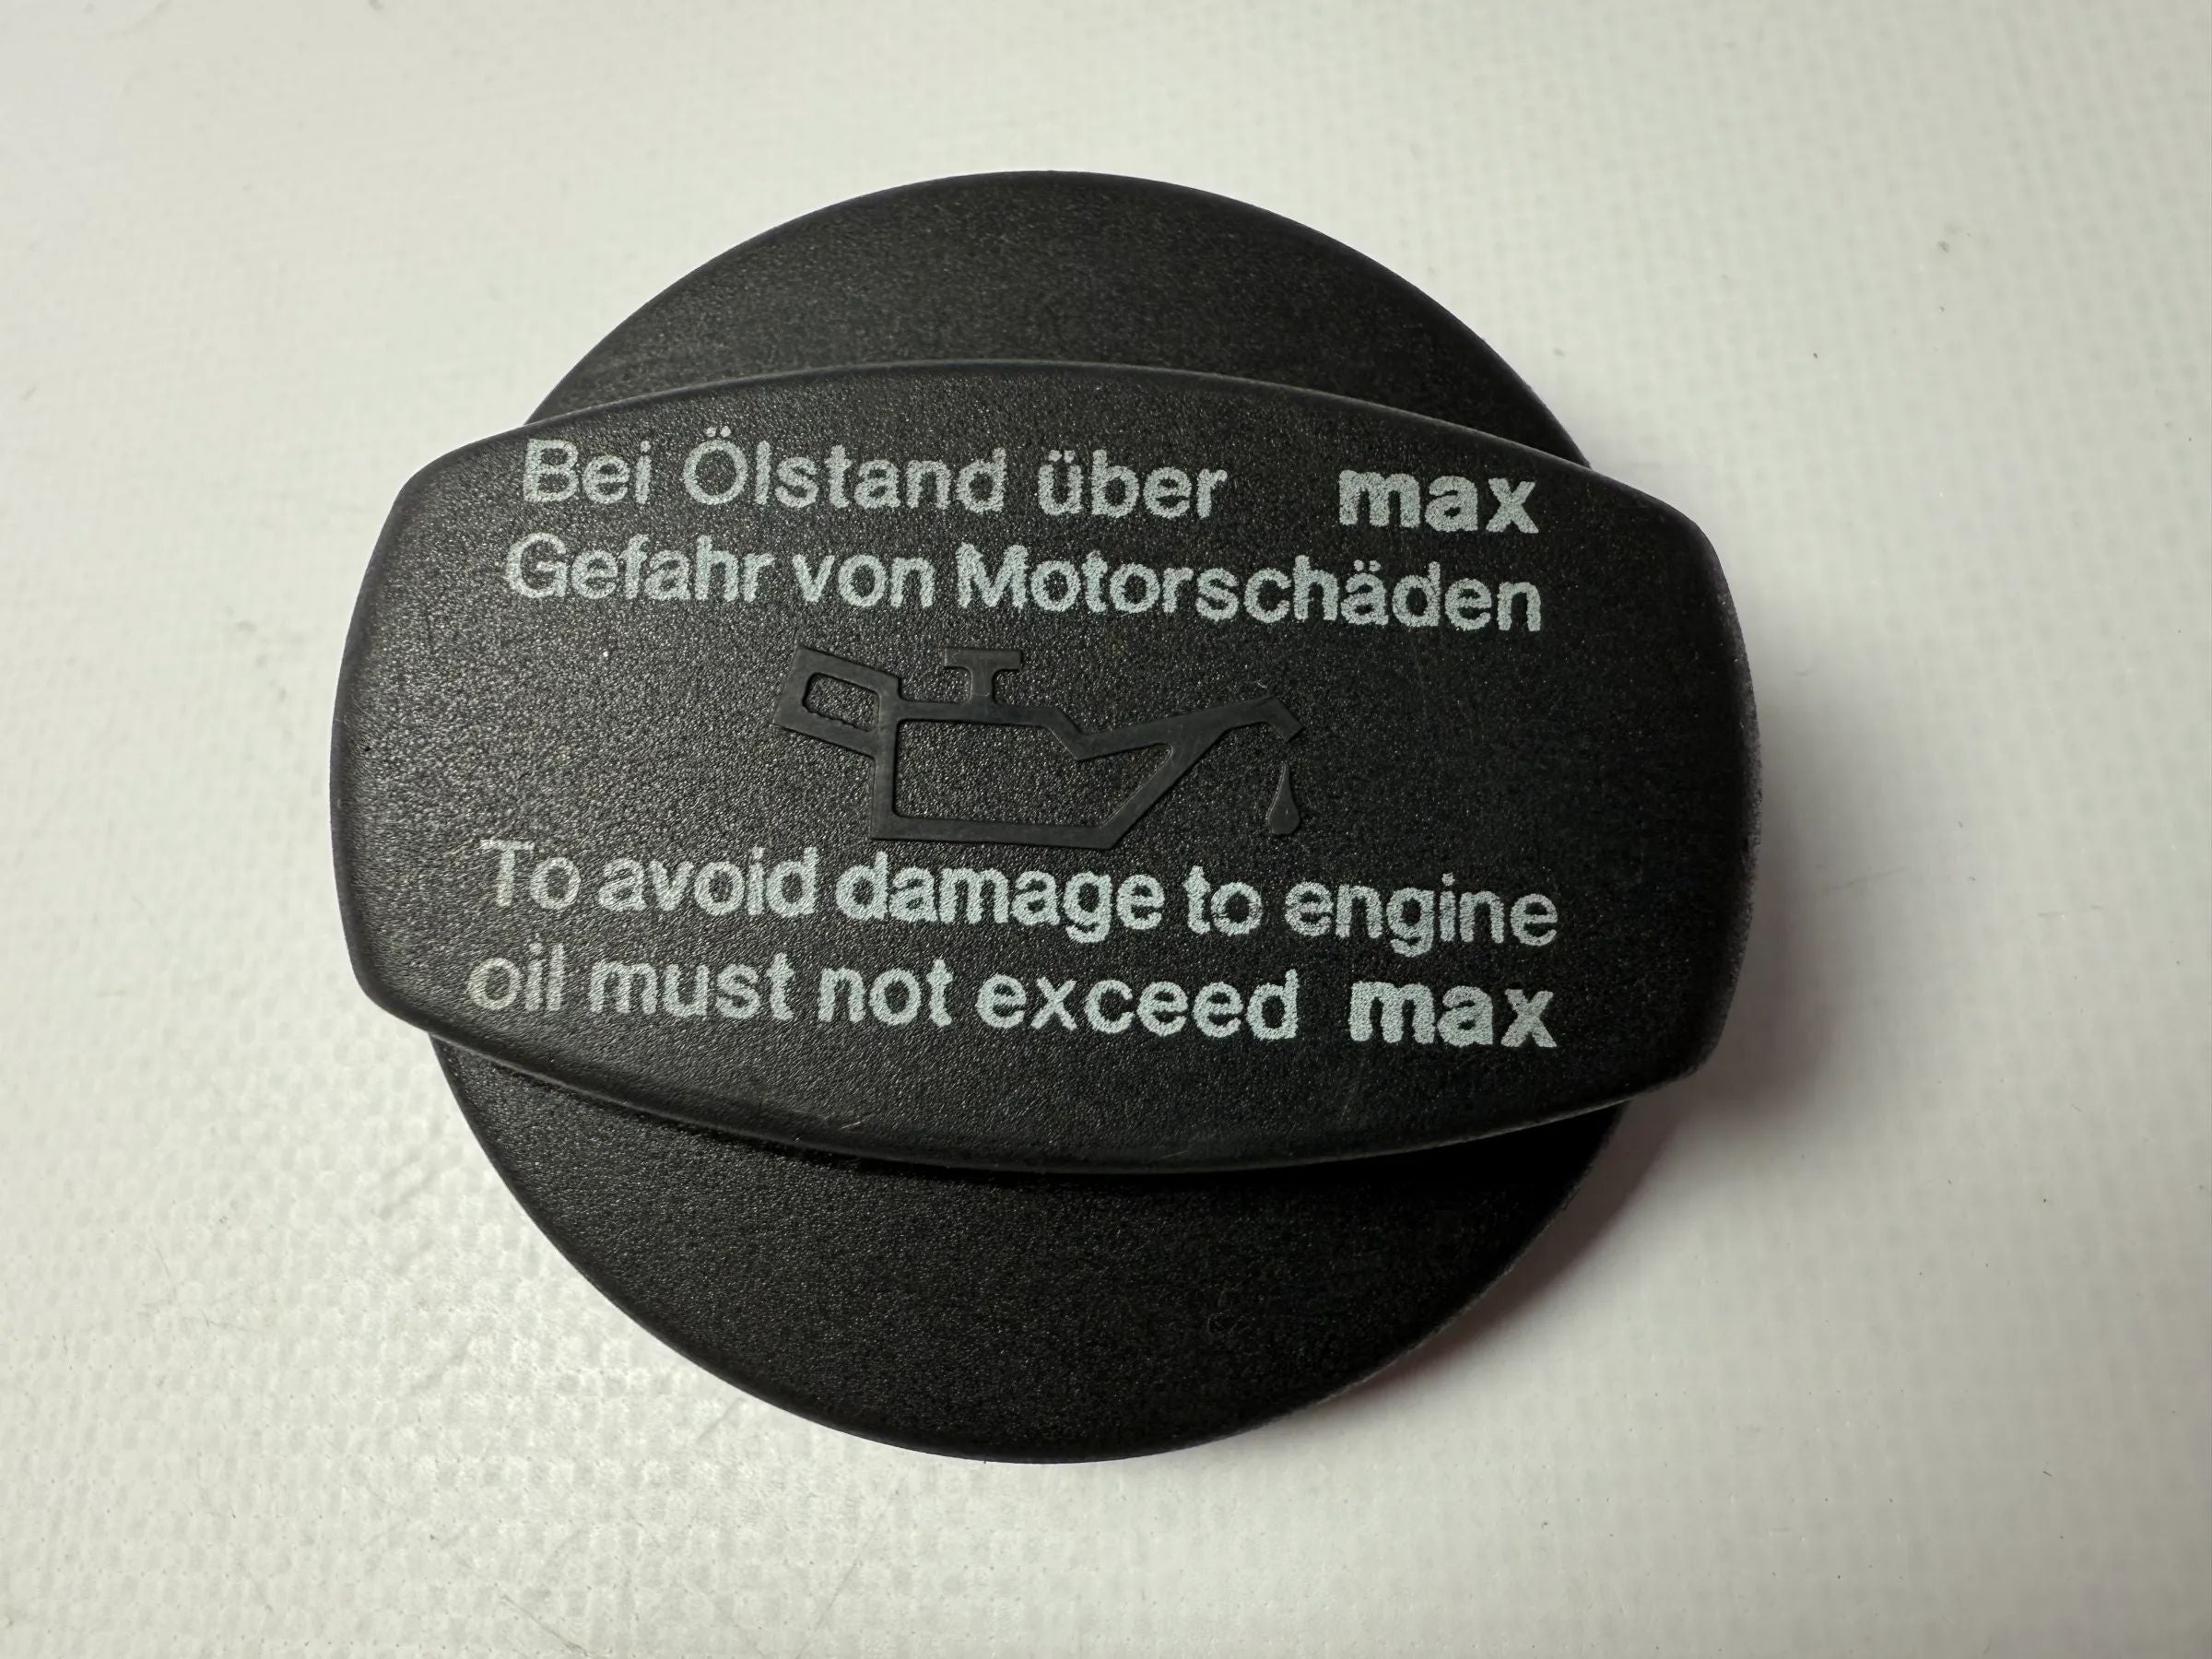 Bei Ölstand über max
Gefahr von Motorschäden
To avoid damage to engine
oil must not exceed max